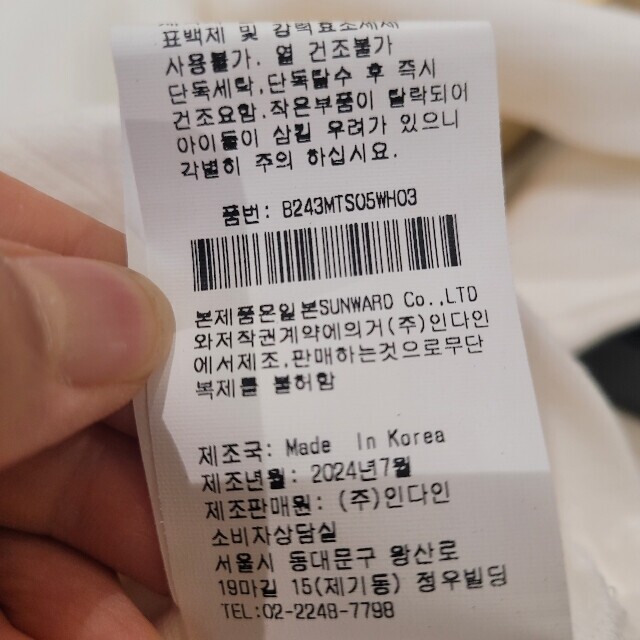 표백제 및 강력효소세제
사용불가. 열 건조불가
단독세탁,단독탈수 후 즉시
건조요함.작은부품이 탈락되어
아이들이 삼킬 우려가 있으니
각별히 주의 하십시요.
품번: B243MTS05WH03
본제품은일본SUNWARD Co.,LTD
와저작권계약에의거(주)인다인
에서제조,판매하는것으로무단
복제를 불허함
제조국: Made In Korea
제조년월: 2024년7월
제조판매원: (주)인다인
소비자상담실
서울시 동대문구 왕산로
19마길 15(제기동) 정우빌딩
TEL:02-2248-7798